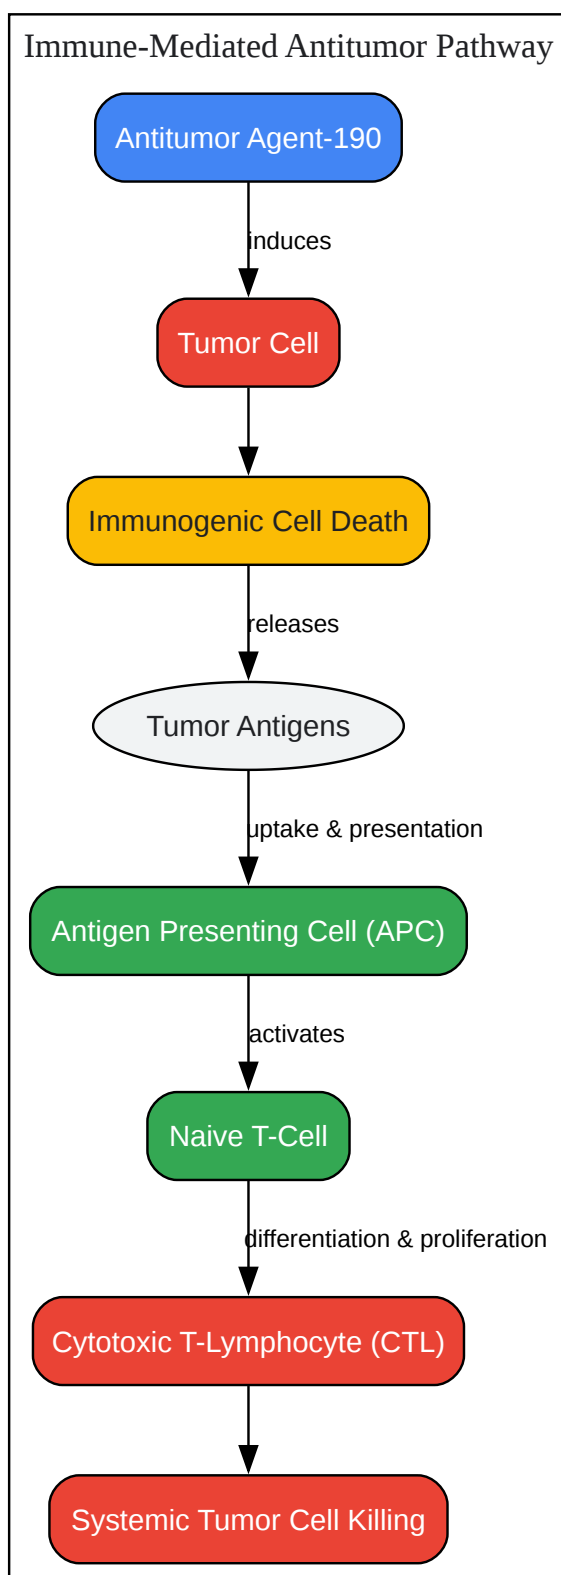 Immune-Mediated Antitumor Pathway
Antitumor Agent-190
induces
Tumor Cell
Immunogenic Cell Death
releases
Tumor Antigens
uptake & presentation
Antigen Presenting Cell (APC)
activates
Naive T-Cell
differentiation & proliferation
Cytotoxic T-Lymphocyte (CTL)
Systemic Tumor Cell Killing